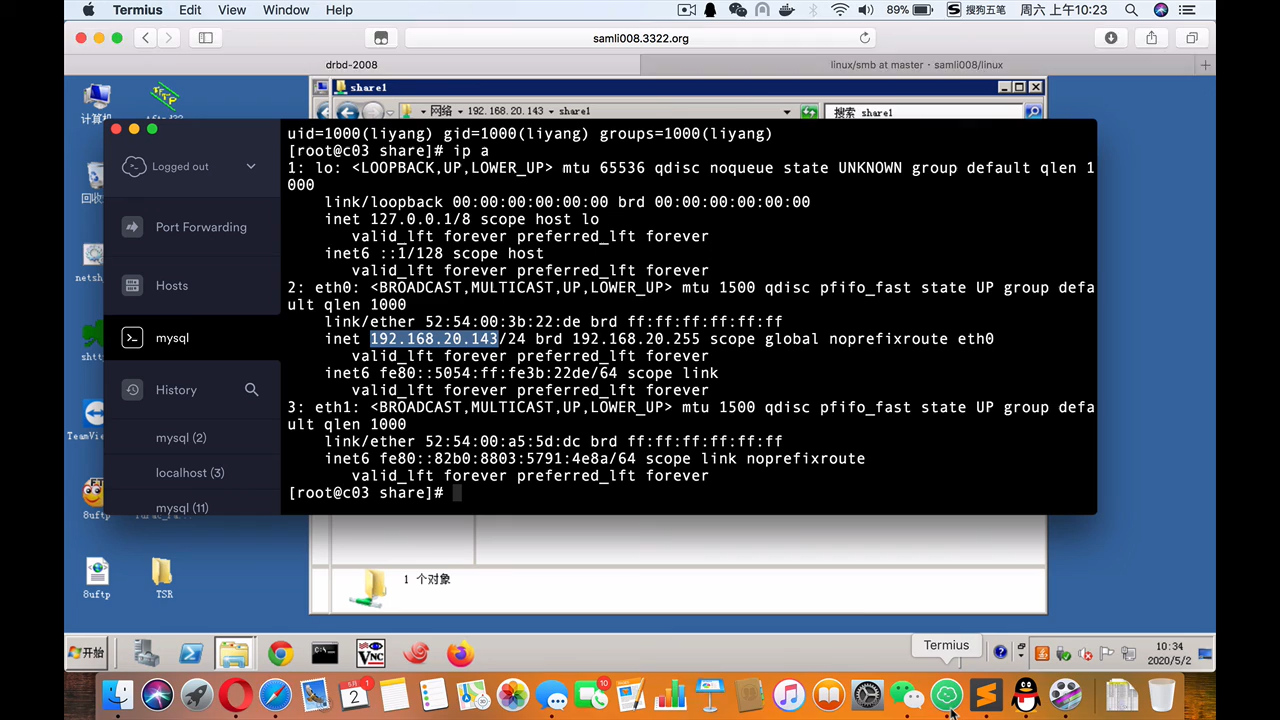 Termius Edit View Window Help 89% 周六 上午10:23
samli008.3322.org
drbd-2008 linux/smb at master - samli008/linux
share1
网络 192.168.20.143 share1 搜索 share1
计算机
Logged out
Port Forwarding
Hosts
mysql
History
mysql (2)
localhost (3)
mysql (11)
uid=1000(liyang) gid=1000(liyang) groups=1000(liyang)
[root@c03 share]# ip a
1: lo: <LOOPBACK,UP,LOWER_UP> mtu 65536 qdisc noqueue state UNKNOWN group default qlen 1
000
link/loopback 00:00:00:00:00:00 brd 00:00:00:00:00:00
inet 127.0.0.1/8 scope host lo
valid_lft forever preferred_lft forever
inet6 ::1/128 scope host
valid_lft forever preferred_lft forever
2: eth0: <BROADCAST,MULTICAST,UP,LOWER_UP> mtu 1500 qdisc pfifo_fast state UP group defa
ult qlen 1000
link/ether 52:54:00:3b:22:de brd ff:ff:ff:ff:ff:ff
inet 192.168.20.143/24 brd 192.168.20.255 scope global noprefixroute eth0
valid_lft forever preferred_lft forever
inet6 fe80::5054:ff:fe3b:22de/64 scope link
valid_lft forever preferred_lft forever
3: eth1: <BROADCAST,MULTICAST,UP,LOWER_UP> mtu 1500 qdisc pfifo_fast state UP group defa
ult qlen 1000
link/ether 52:54:00:a5:5d:dc brd ff:ff:ff:ff:ff:ff
inet6 fe80::82b0:8803:5791:4e8a/64 scope link noprefixroute
valid_lft forever preferred_lft forever
[root@c03 share]#
8uftp
8uftp
TSR
1 个对象
开始
VNC
Termius
10:34
2020/5/2